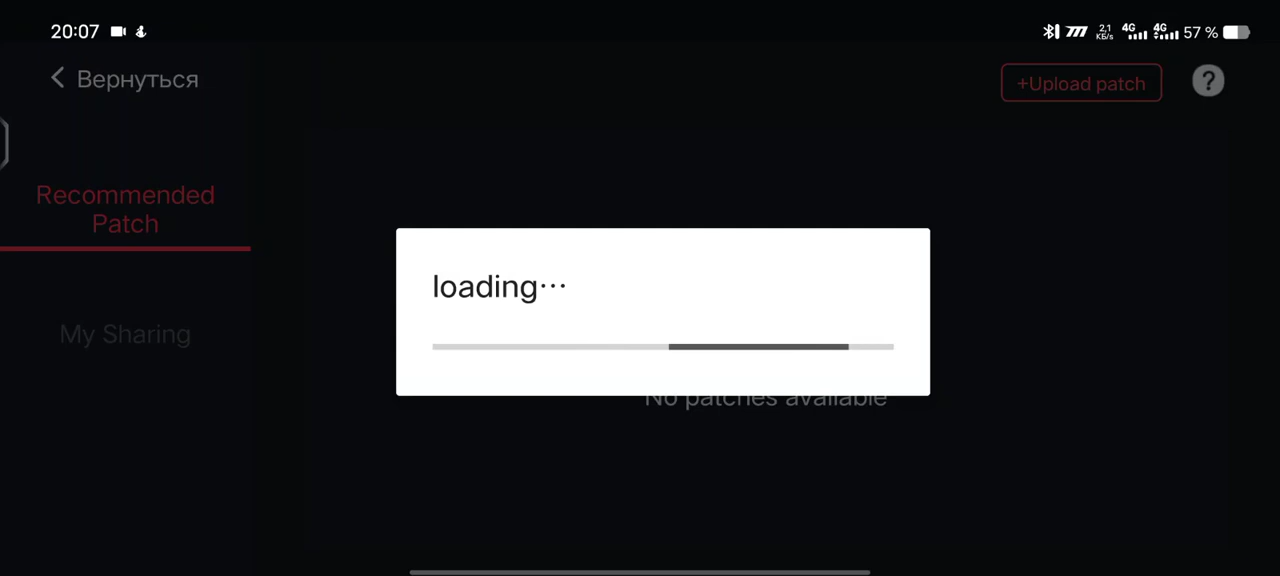 20:07
2,1
КБ/s
4G
4G
57 %
Вернуться
+Upload patch
?
Recommended
Patch
loading···
My Sharing
No patches available